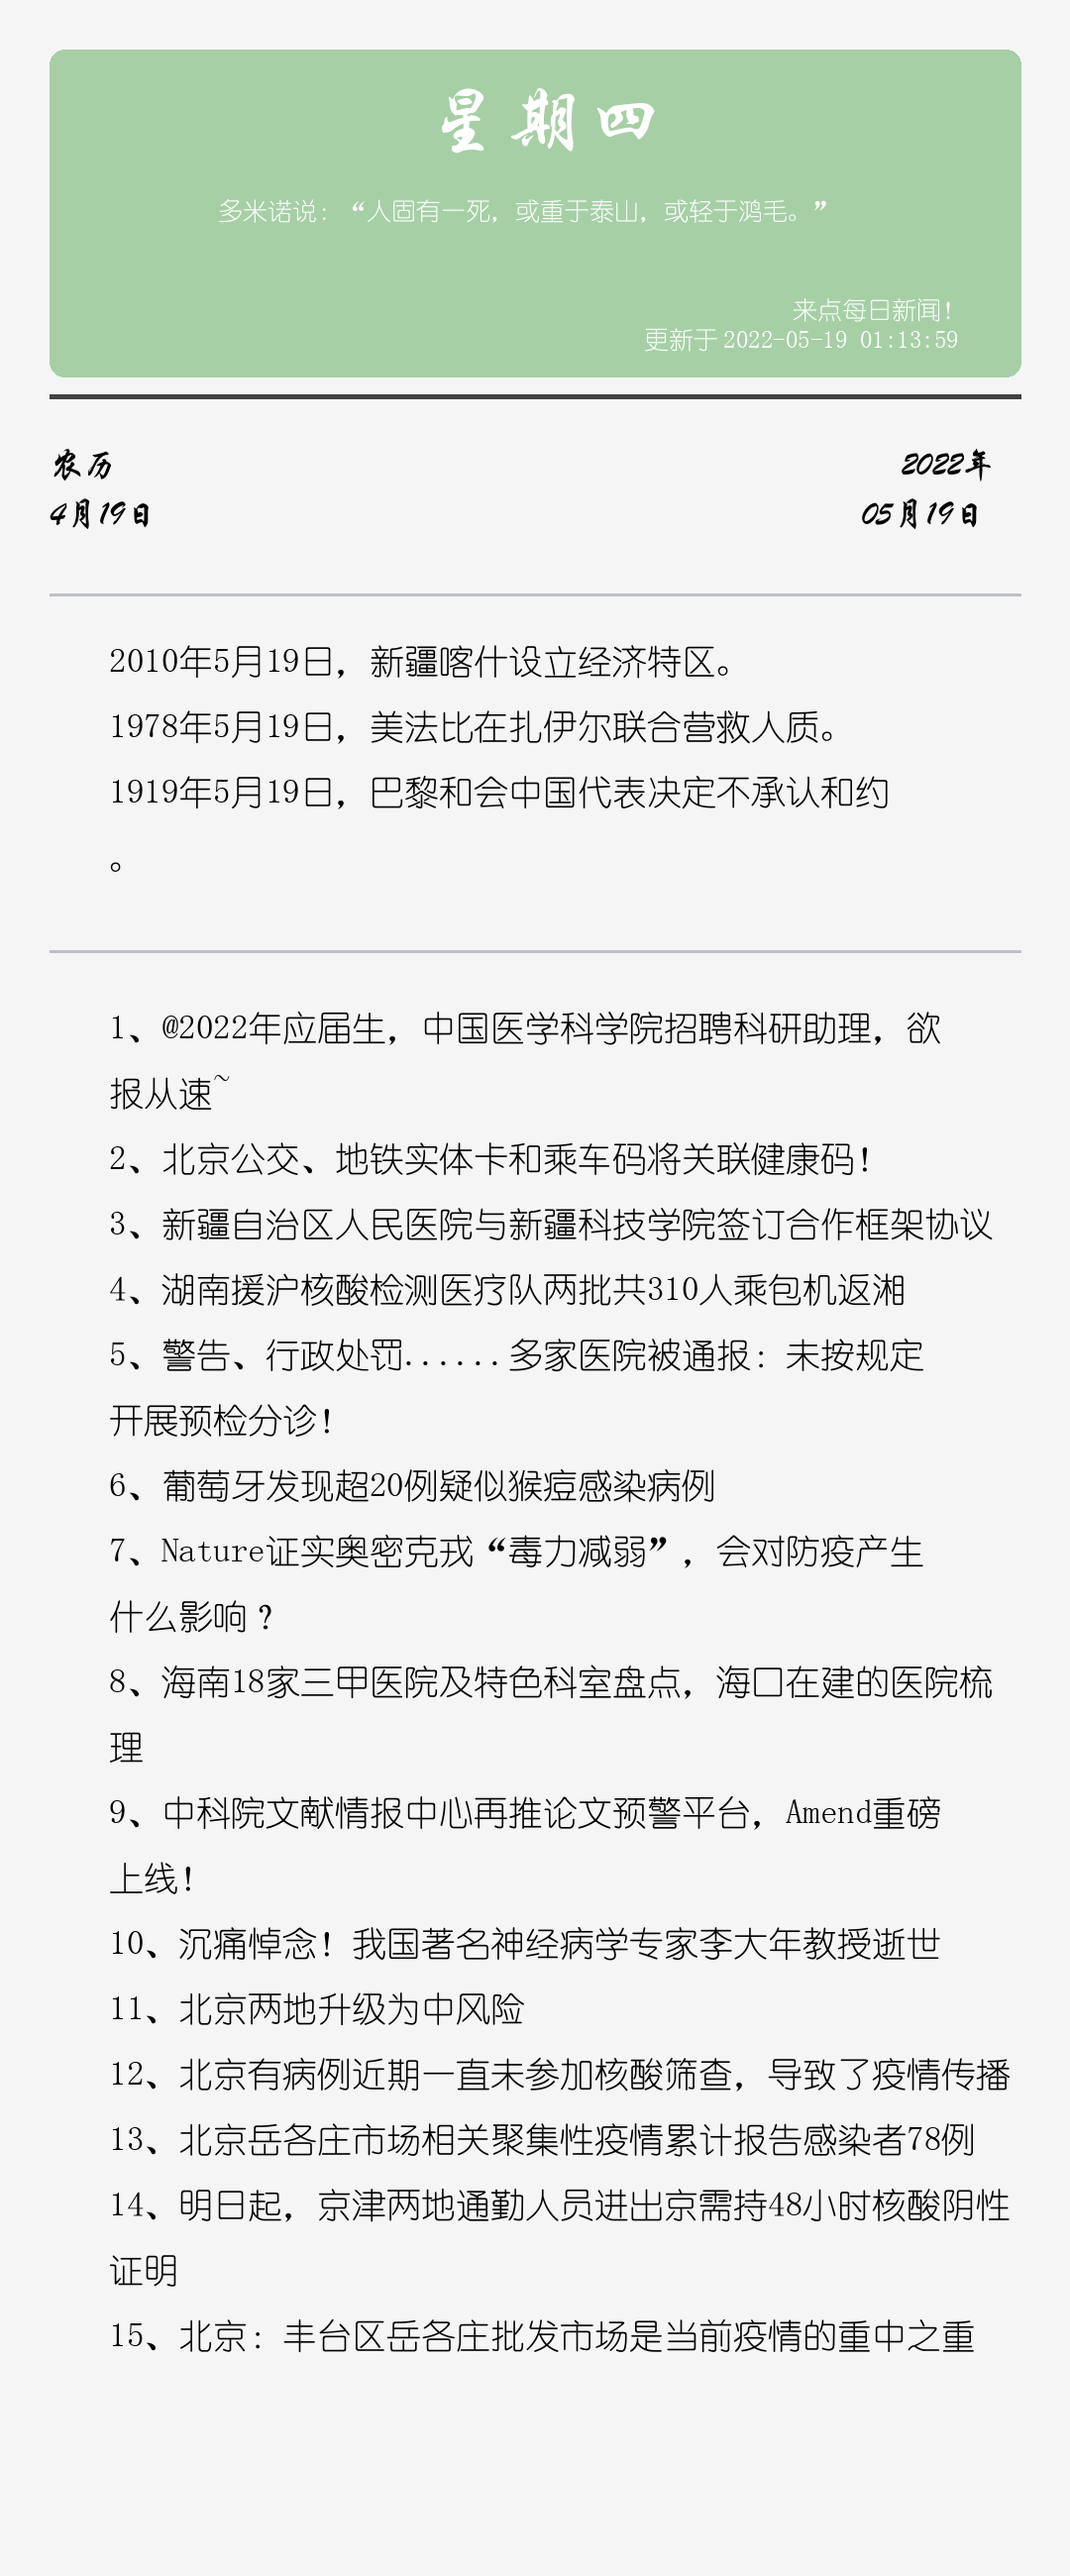 星期四
多米诺说：“人固有一死，或重于泰山，或轻于鸿毛。”
来点每日新闻！
更新于 2022-05-19 01:13:59
农历
2022年
4月19日
05月19日
2010年5月19日，新疆喀什设立经济特区。
1978年5月19日，美法比在扎伊尔联合营救人质。
1919年5月19日，巴黎和会中国代表决定不承认和约
。
1、@2022年应届生，中国医学科学院招聘科研助理，欲
报从速~
2、北京公交、地铁实体卡和乘车码将关联健康码！
3、新疆自治区人民医院与新疆科技学院签订合作框架协议
4、湖南援沪核酸检测医疗队两批共310人乘包机返湘
5、警告、行政处罚......多家医院被通报：未按规定
开展预检分诊！
6、葡萄牙发现超20例疑似猴痘感染病例
7、Nature证实奥密克戎“毒力减弱”，会对防疫产生
什么影响？
8、海南18家三甲医院及特色科室盘点，海口在建的医院梳
理
9、中科院文献情报中心再推论文预警平台，Amend重磅
上线！
10、沉痛悼念！我国著名神经病学专家李大年教授逝世
11、北京两地升级为中风险
12、北京有病例近期一直未参加核酸筛查，导致了疫情传播
13、北京岳各庄市场相关聚集性疫情累计报告感染者78例
14、明日起，京津两地通勤人员进出京需持48小时核酸阴性
证明
15、北京：丰台区岳各庄批发市场是当前疫情的重中之重